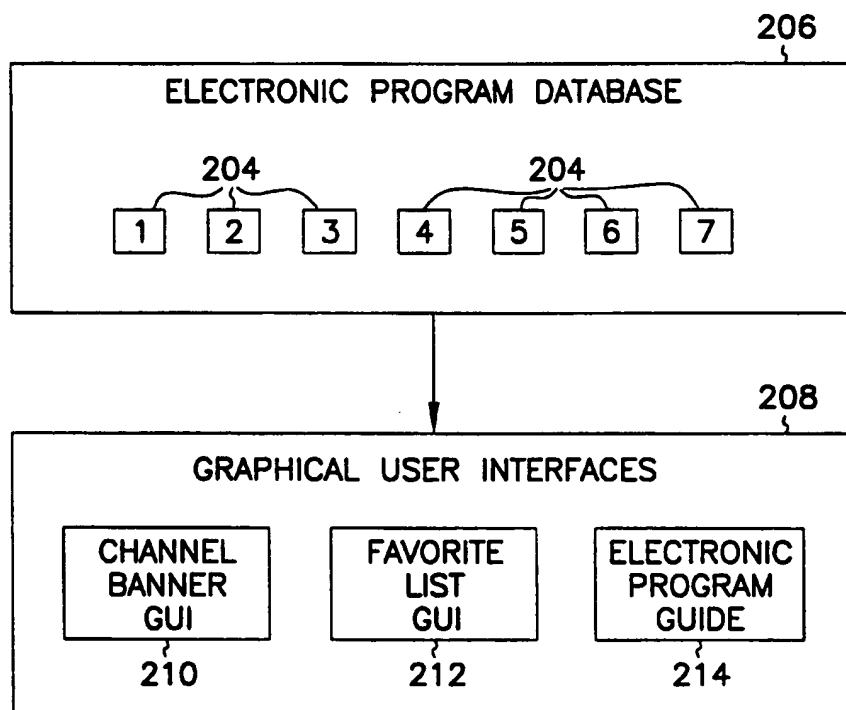 206
ELECTRONIC PROGRAM DATABASE
204 204
1 2 3 4 5 6 7
208
GRAPHICAL USER INTERFACES
CHANNEL
BANNER
GUI
210
FAVORITE
LIST
GUI
212
ELECTRONIC
PROGRAM
GUIDE
214